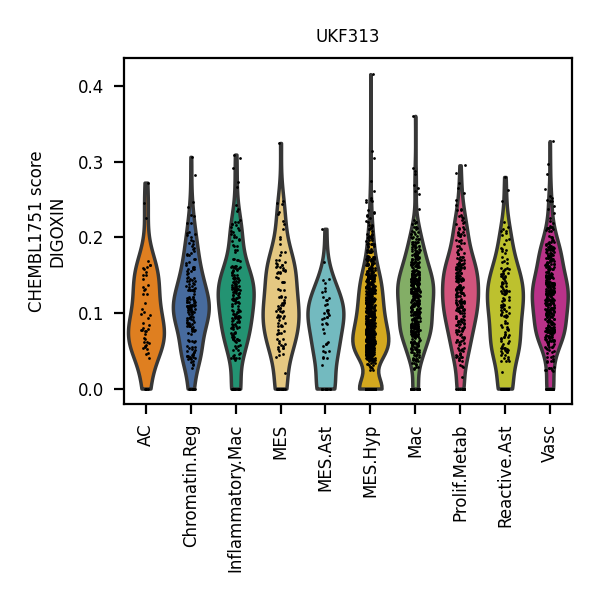 UKF313
CHEMBL1751 score
DIGOXIN
0.4
0.3
0.2
0.1
0.0
AC
Chromatin.Reg
Inflammatory.Mac
MES
MES.Ast
MES.Hyp
Mac
Prolif.Metab
Reactive.Ast
Vasc